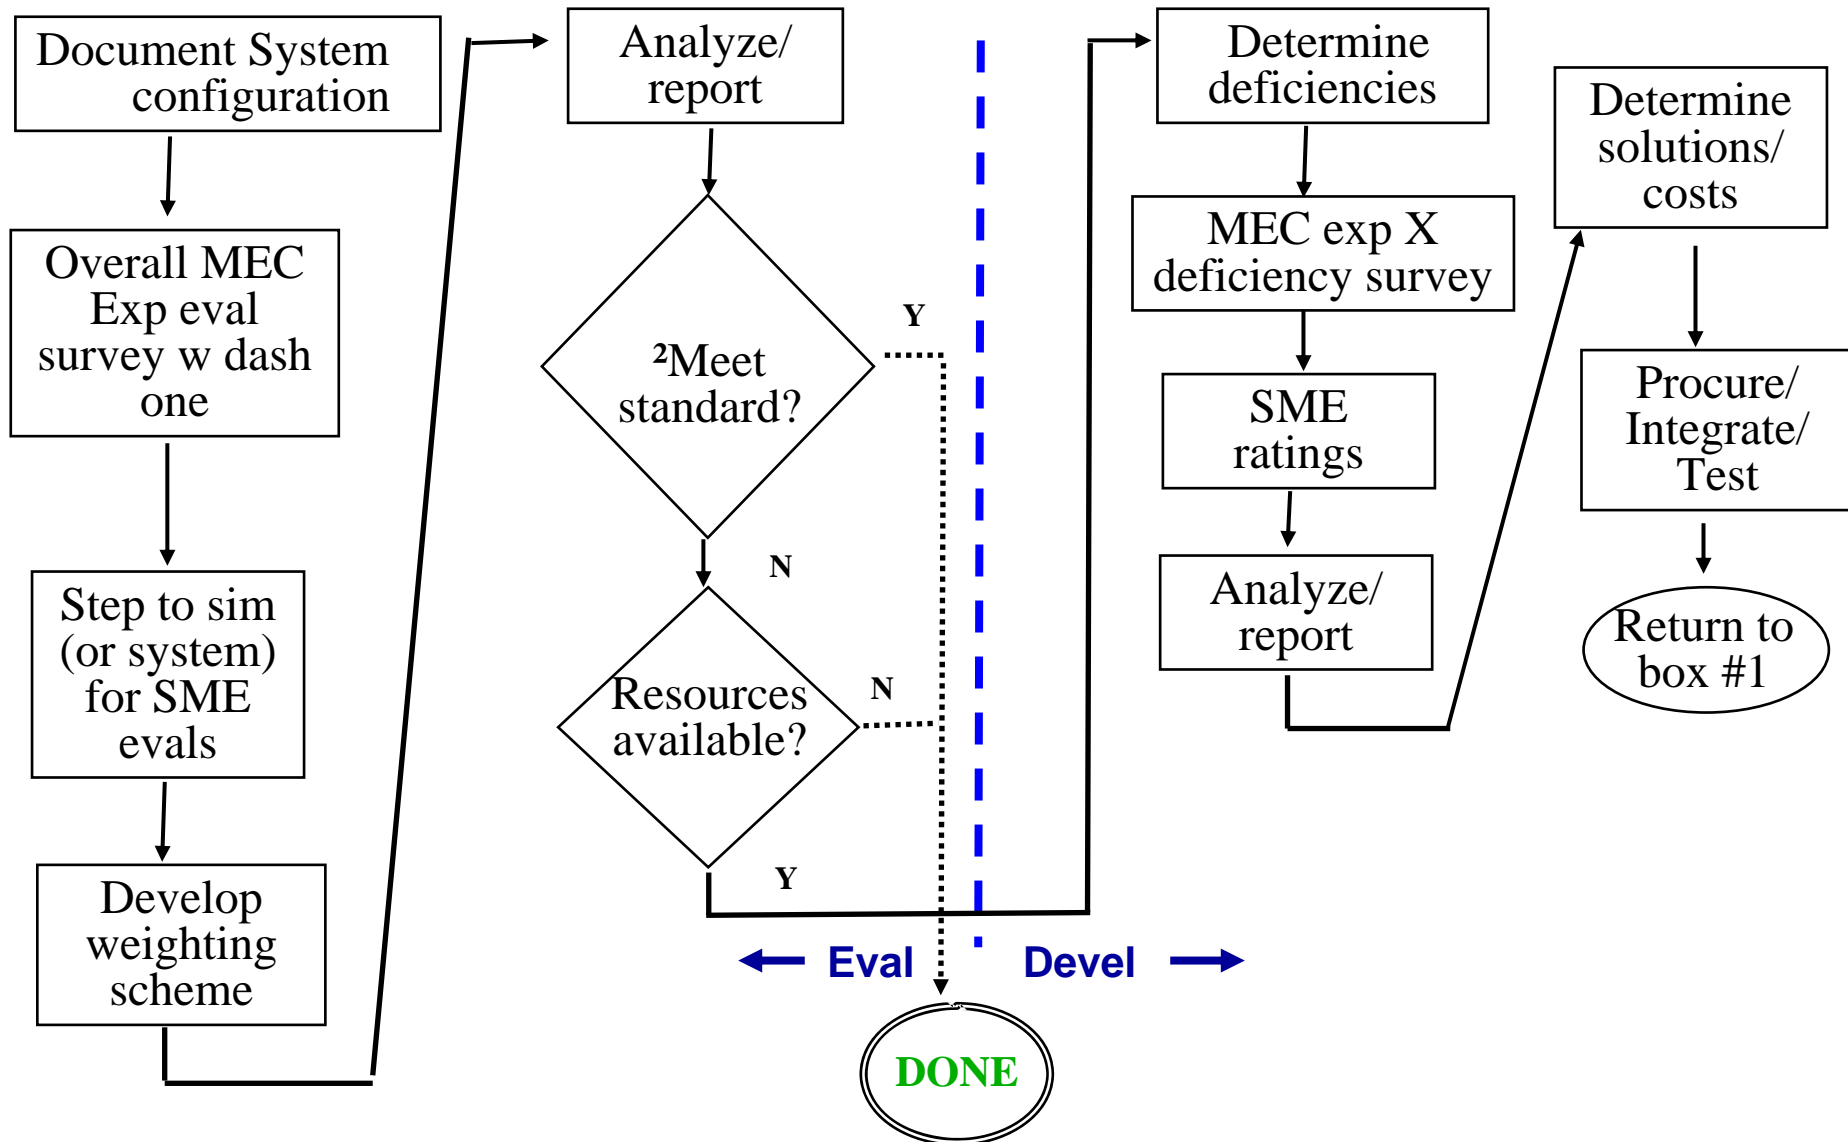 Document System
configuration
Overall MEC
Exp eval
survey w dash
one
Step to sim
(or system)
for SME
evals
Develop
weighting
scheme
Analyze/
report
²Meet
standard?
Y
N
Resources
available?
N
Y
Eval
Devel
DONE
Determine
deficiencies
MEC exp X
deficiency survey
SME
ratings
Analyze/
report
Determine
solutions/
costs
Procure/
Integrate/
Test
Return to
box #1